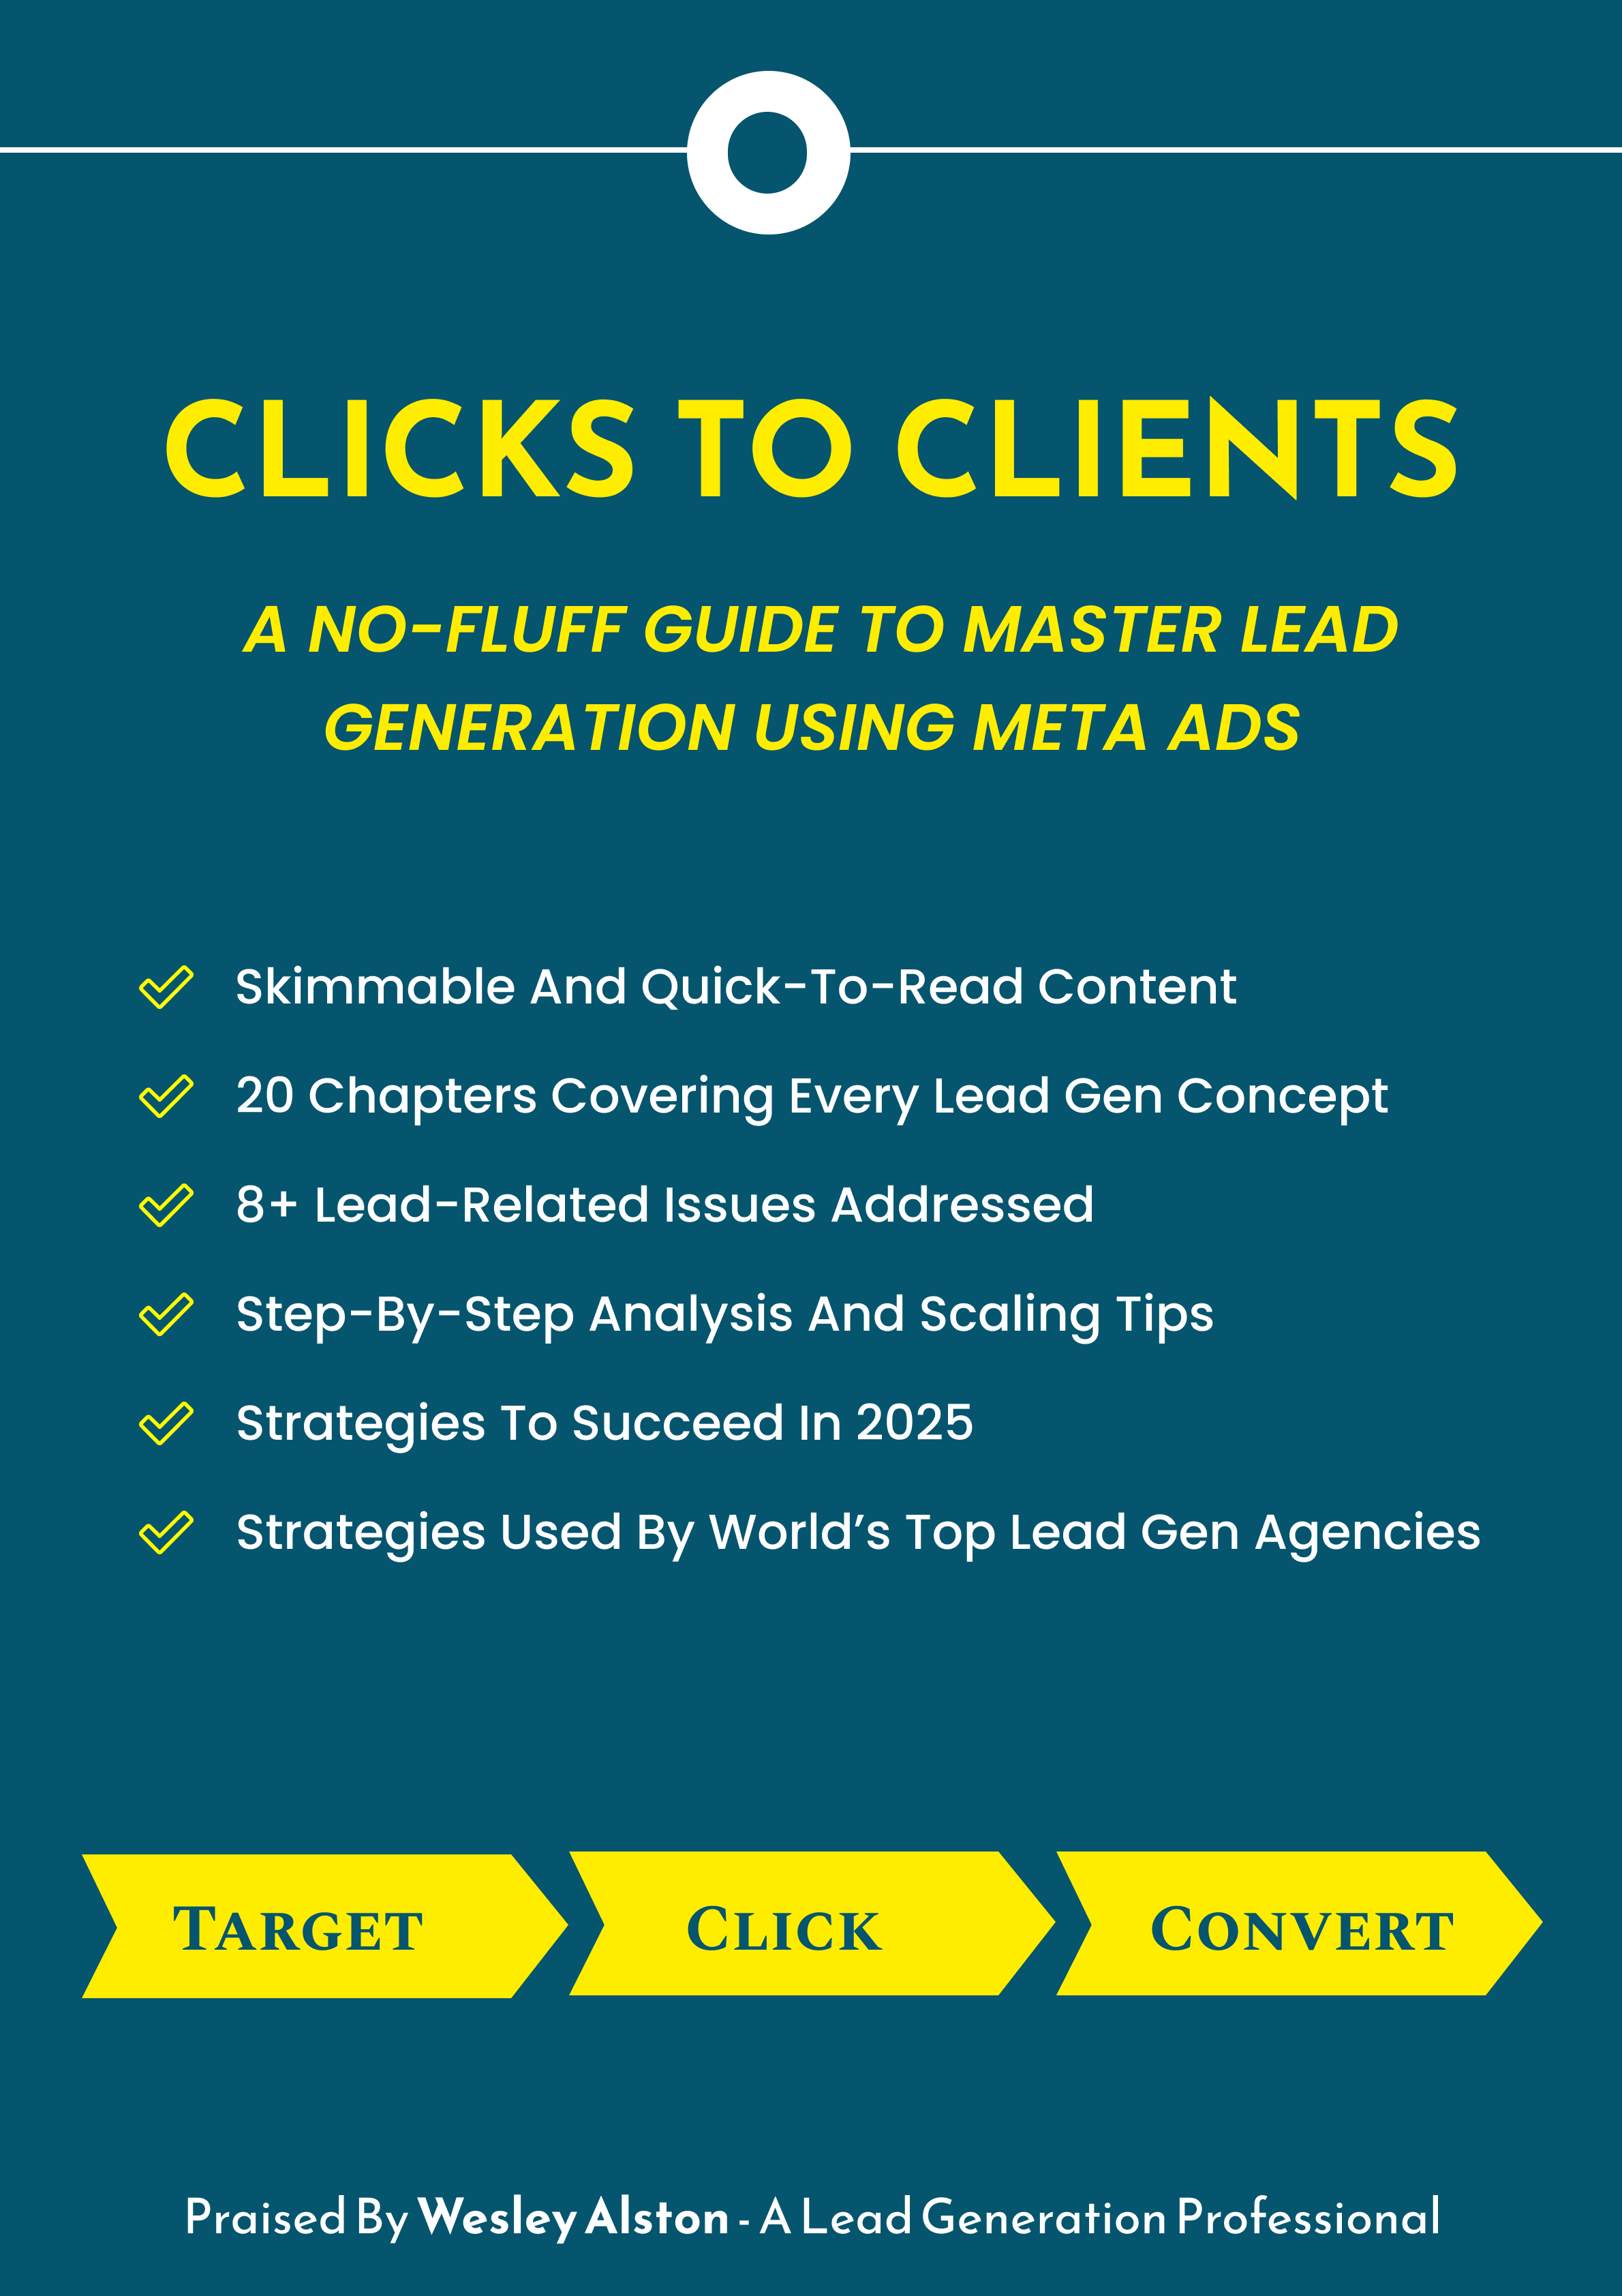 CLICKS TO CLIENTS
A NO-FLUFF GUIDE TO MASTER LEAD
GENERATION USING META ADS
Skimmable And Quick-To-Read Content
20 Chapters Covering Every Lead Gen Concept
8+ Lead-Related Issues Addressed
Step-By-Step Analysis And Scaling Tips
Strategies To Succeed In 2025
Strategies Used By World’s Top Lead Gen Agencies
Target Click Convert
Praised By Wesley Alston - A Lead Generation Professional